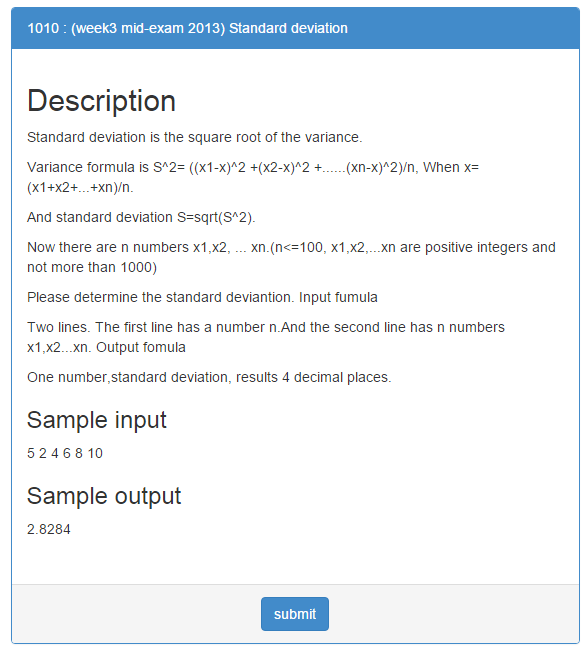 1010 : (week3 mid-exam 2013) Standard deviation
Description
Standard deviation is the square root of the variance.
Variance formula is S^2= ((x1-x)^2 +(x2-x)^2 +......(xn-x)^2)/n, When x=
(x1+x2+...+xn)/n.
And standard deviation S=sqrt(S^2).
Now there are n numbers x1,x2, ... xn.(n<=100, x1,x2,...xn are positive integers and
not more than 1000)
Please determine the standard deviantion. Input fumula
Two lines. The first line has a number n.And the second line has n numbers
x1,x2...xn. Output fomula
One number,standard deviation, results 4 decimal places.
Sample input
5 2 4 6 8 10
Sample output
2.8284
submit